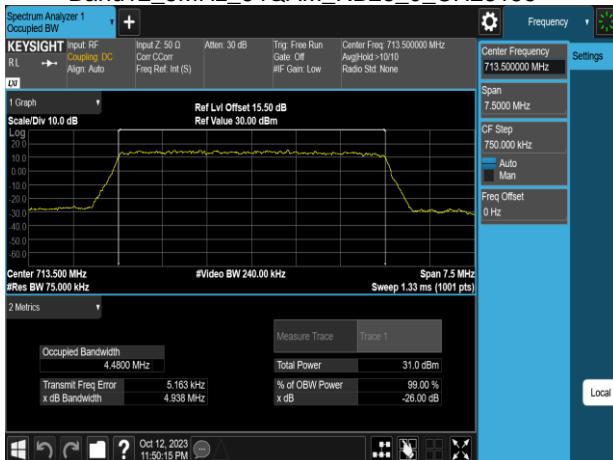 Spectrum Analyzer 1
Occupied BW
+
Frequency
KEYSIGHT
RL
LXI
Input: RF
Coupling: DC
Align: Auto
Input Z: 50 Ω
Corr CCorr
Freq Ref: Int (S)
Atten: 30 dB
Trig: Free Run
Gate: Off
#IF Gain: Low
Center Freq: 713.500000 MHz
Avg|Hold:>10/10
Radio Std: None
Center Frequency
713.500000 MHz
Settings
Span
7.5000 MHz
CF Step
750.000 kHz
Auto
Man
Freq Offset
0 Hz
Local
1 Graph
Scale/Div 10.0 dB
Ref Lvl Offset 15.50 dB
Ref Value 30.00 dBm
Log
20.0
10.0
0.00
-10.0
-20.0
-30.0
-40.0
-50.0
-60.0
Center 713.500 MHz
#Video BW 240.00 kHz
Span 7.5 MHz
#Res BW 75.000 kHz
Sweep 1.33 ms (1001 pts)
2 Metrics
Measure Trace
Trace 1
Occupied Bandwidth
4.4800 MHz
Total Power
31.0 dBm
Transmit Freq Error
5.163 kHz
% of OBW Power
99.00 %
x dB Bandwidth
4.938 MHz
x dB
-26.00 dB
?
Oct 12, 2023
11:50:15 PM